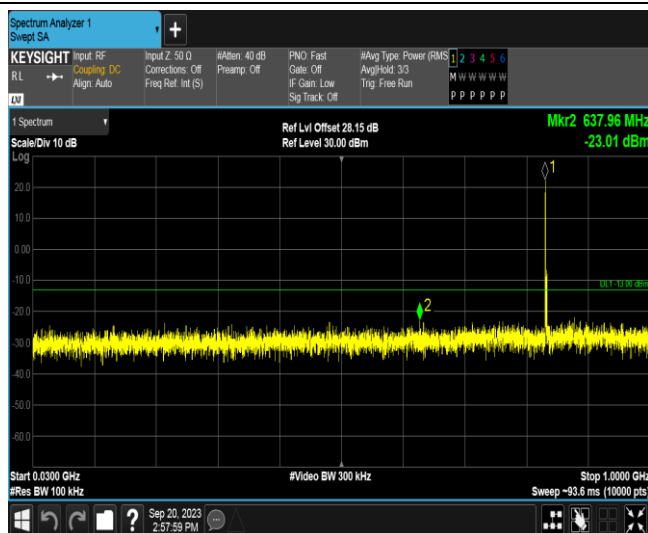 Spectrum Analyzer 1
Swept SA
+
KEYSIGHT
RL
LXI
Input: RF
Coupling: DC
Align: Auto
Input Z: 50 Ω
Corrections: Off
Freq Ref: Int (S)
#Atten: 40 dB
Preamp: Off
PNO: Fast
Gate: Off
IF Gain: Low
Sig Track: Off
#Avg Type: Power (RMS
Avg|Hold: 3/3
Trig: Free Run
1 2 3 4 5 6
M W W W W W
P P P P P P
1 Spectrum
Scale/Div 10 dB
Ref Lvl Offset 28.15 dB
Ref Level 30.00 dBm
Mkr2 637.96 MHz
-23.01 dBm
Log
1
20.0
10.0
0.00
-10.0
DL1 -13.00 dBm
2
-20.0
-30.0
-40.0
-50.0
-60.0
Start 0.0300 GHz
#Video BW 300 kHz
Stop 1.0000 GHz
#Res BW 100 kHz
Sweep ~93.6 ms (10000 pts)
?
Sep 20, 2023
2:57:59 PM